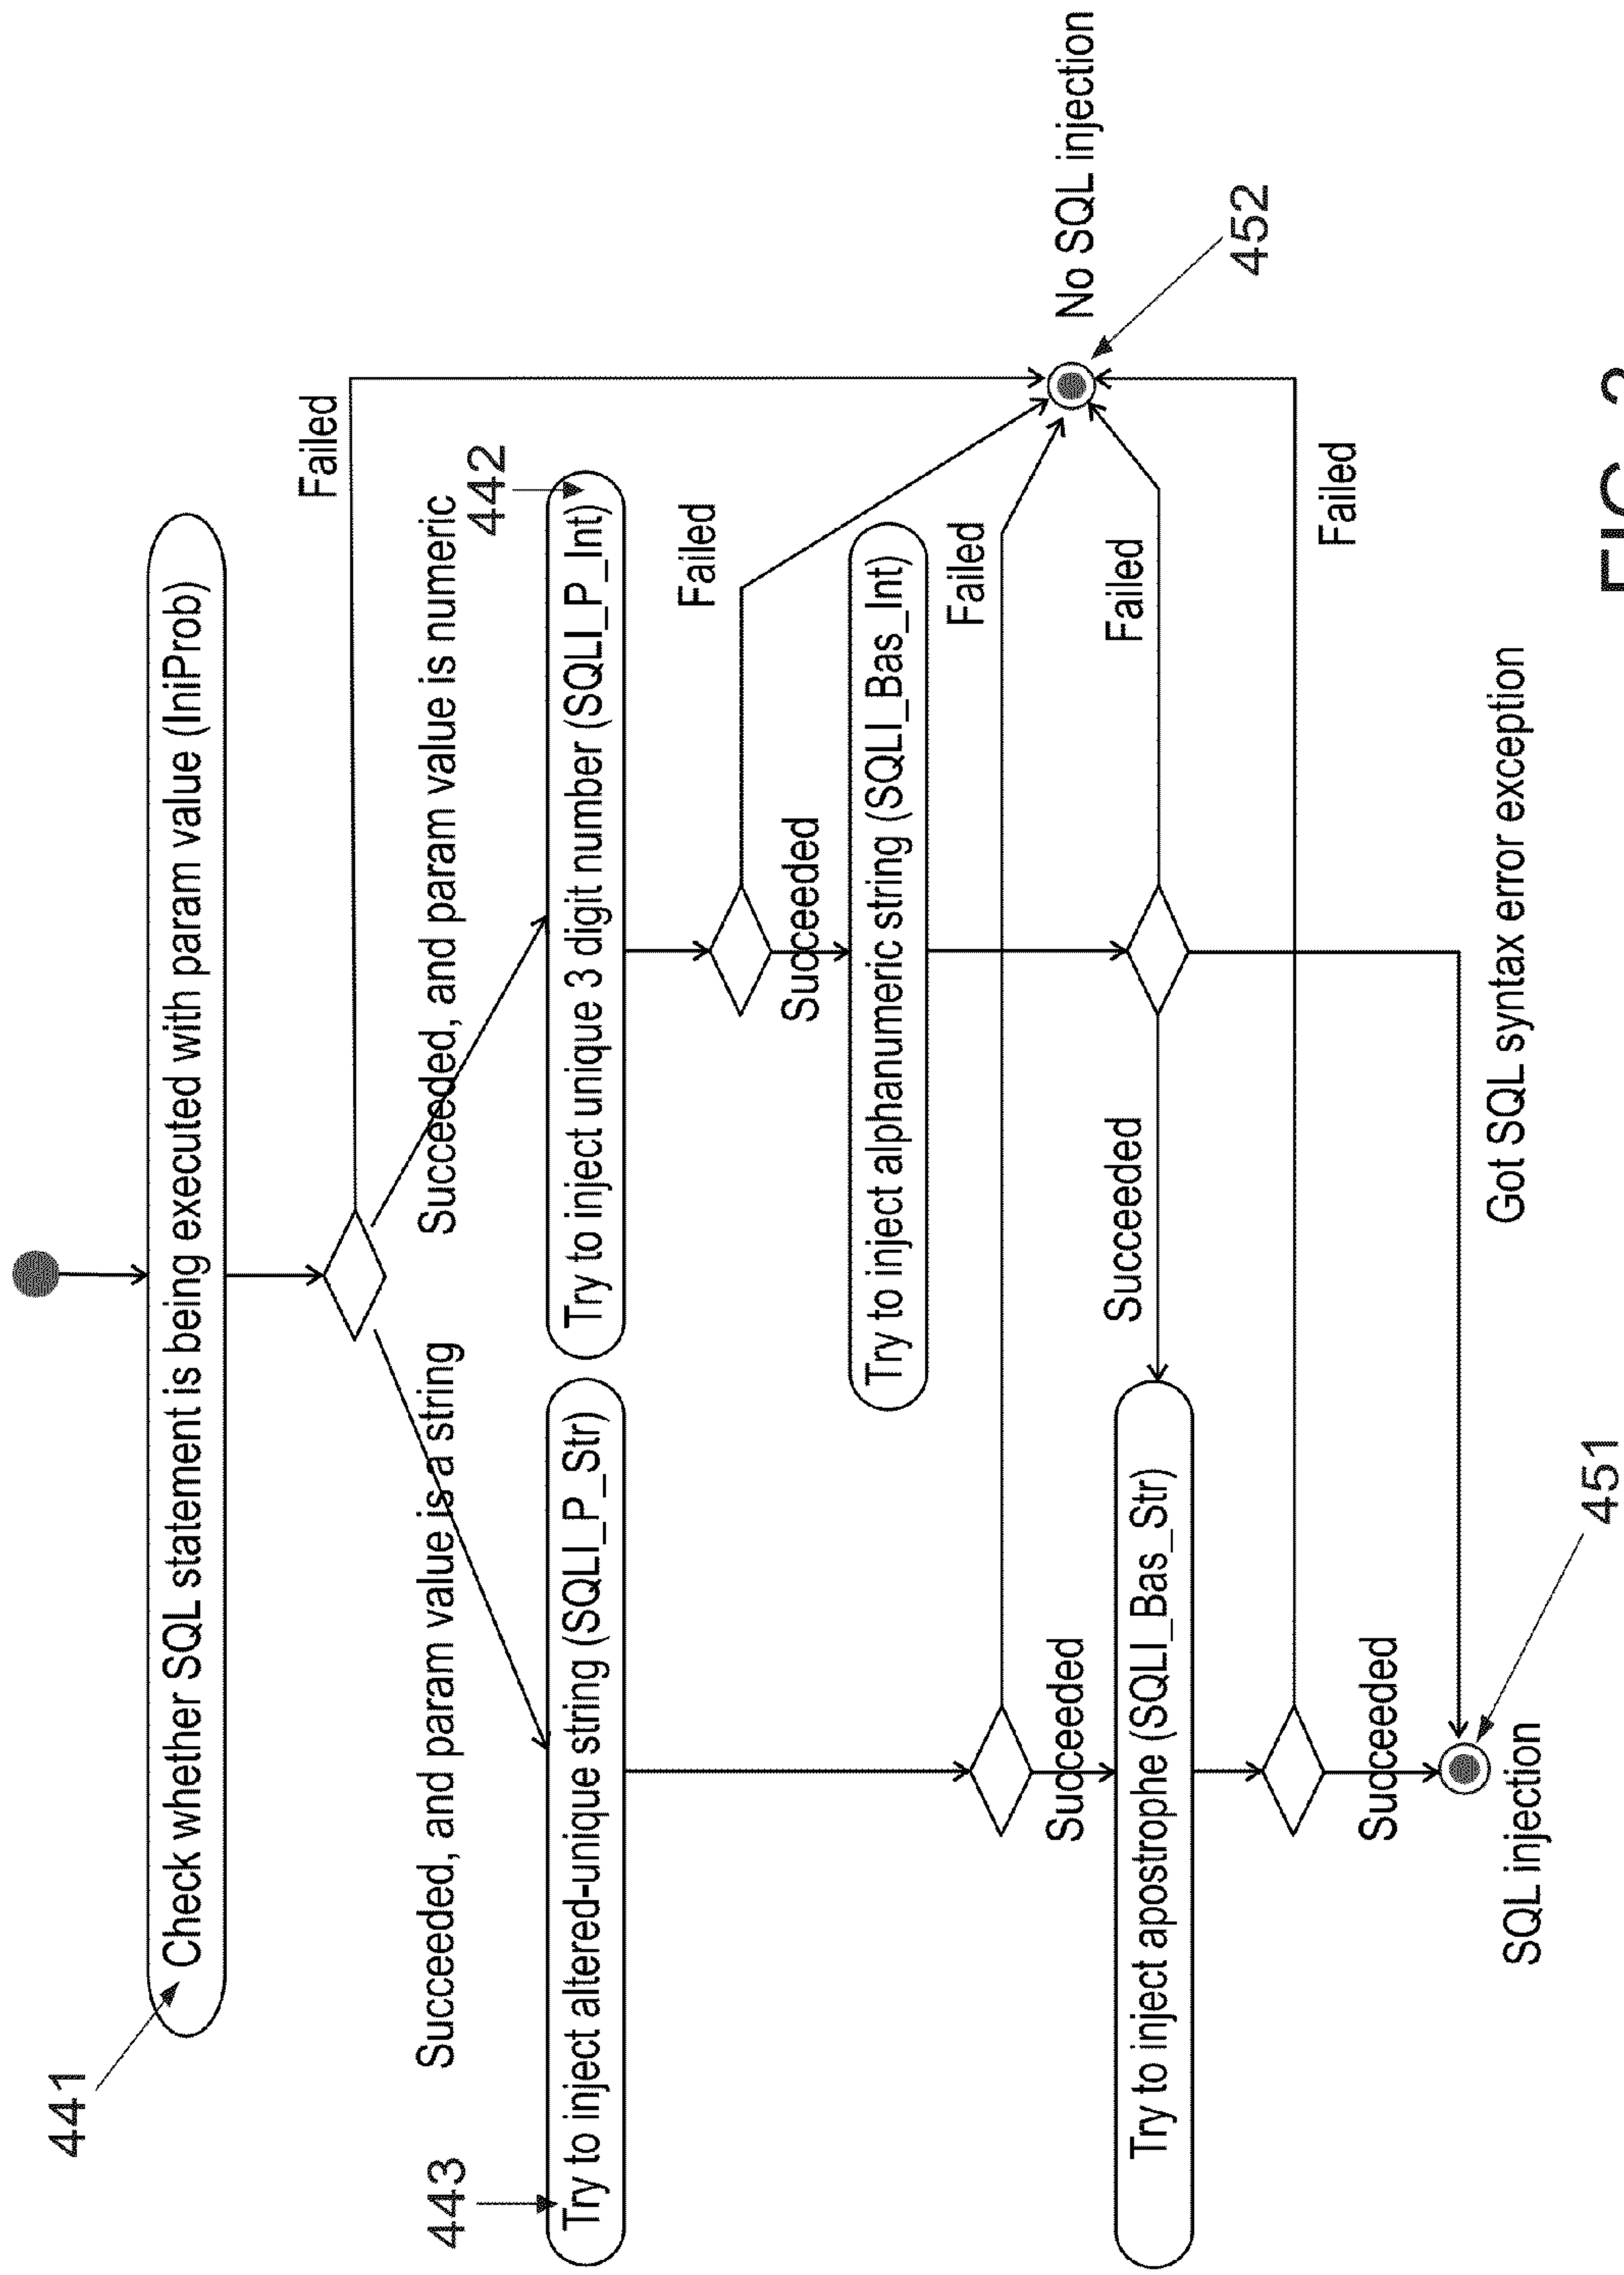 441
Check whether SQL statement is being executed with param value (IniProb)
Failed
443
Succeeded, and param value is a string
Succeeded, and param value is numeric
442
Try to inject altered-unique string (SQLI_P_Str)
Try to inject unique 3 digit number (SQLI_P_Int)
Failed
Succeeded
Try to inject alphanumeric string (SQLI_Bas_Int)
Failed
Succeeded
No SQL injection
Succeeded
Failed
452
Try to inject apostrophe (SQLI_Bas_Str)
Failed
Succeeded
SQL injection
Got SQL syntax error exception
451
FIG.